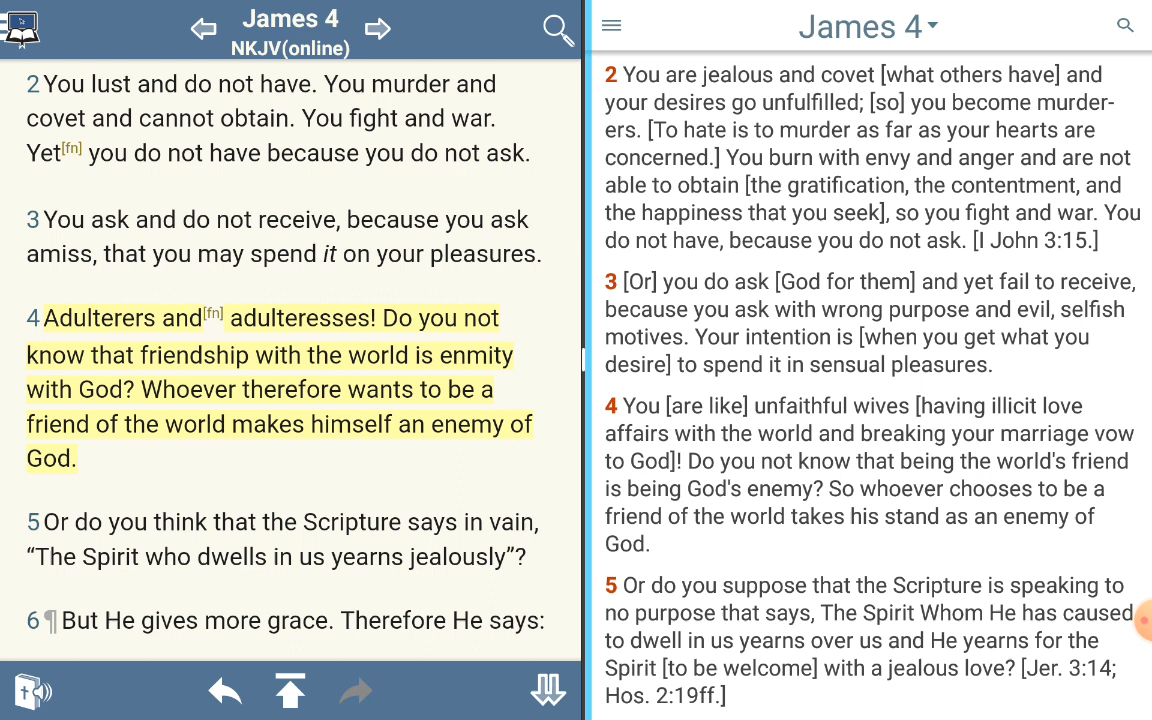 James 4
NKJV(online)
2 You lust and do not have. You murder and
covet and cannot obtain. You fight and war.
Yet[fn] you do not have because you do not ask.
3 You ask and do not receive, because you ask
amiss, that you may spend it on your pleasures.
4 Adulterers and[fn] adulteresses! Do you not
know that friendship with the world is enmity
with God? Whoever therefore wants to be a
friend of the world makes himself an enemy of
God.
5 Or do you think that the Scripture says in vain,
“The Spirit who dwells in us yearns jealously”?
6 ¶ But He gives more grace. Therefore He says:
James 4
2 You are jealous and covet [what others have] and
your desires go unfulfilled; [so] you become murder-
ers. [To hate is to murder as far as your hearts are
concerned.] You burn with envy and anger and are not
able to obtain [the gratification, the contentment, and
the happiness that you seek], so you fight and war. You
do not have, because you do not ask. [I John 3:15.]
3 [Or] you do ask [God for them] and yet fail to receive,
because you ask with wrong purpose and evil, selfish
motives. Your intention is [when you get what you
desire] to spend it in sensual pleasures.
4 You [are like] unfaithful wives [having illicit love
affairs with the world and breaking your marriage vow
to God]! Do you not know that being the world's friend
is being God's enemy? So whoever chooses to be a
friend of the world takes his stand as an enemy of
God.
5 Or do you suppose that the Scripture is speaking to
no purpose that says, The Spirit Whom He has caused
to dwell in us yearns over us and He yearns for the
Spirit [to be welcome] with a jealous love? [Jer. 3:14;
Hos. 2:19ff.]